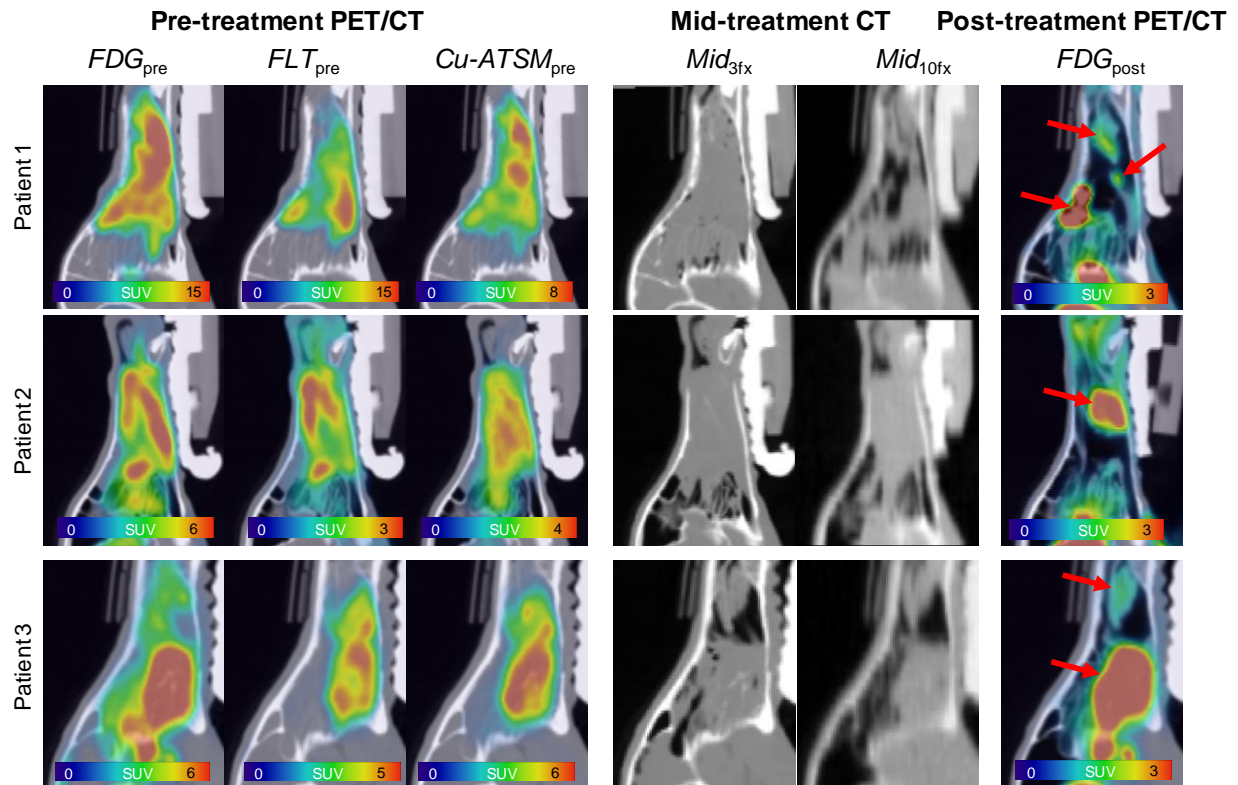 Pre-treatment PET/CT Mid-treatment CT Post-treatment PET/CT
FDGpre FLTpre Cu-ATSMpre Mid3fx Mid10fx FDGpost
Patient 1
0 SUV 15 0 SUV 15 0 SUV 8 0 SUV 3
Patient 2
0 SUV 6 0 SUV 3 0 SUV 4 0 SUV 3
Patient 3
0 SUV 6 0 SUV 5 0 SUV 6 0 SUV 3